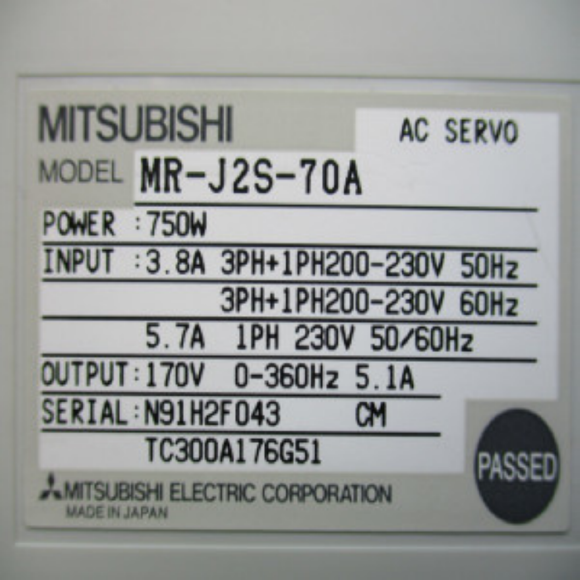 MITSUBISHI
AC SERVO
MODEL MR-J2S-70A
POWER :750W
INPUT :3.8A 3PH+1PH200-230V 50Hz
3PH+1PH200-230V 60Hz
5.7A 1PH 230V 50/60Hz
OUTPUT:170V 0-360Hz 5.1A
SERIAL:N91H2F043 CM
TC300A176G51
PASSED
MITSUBISHI ELECTRIC CORPORATION
MADE IN JAPAN